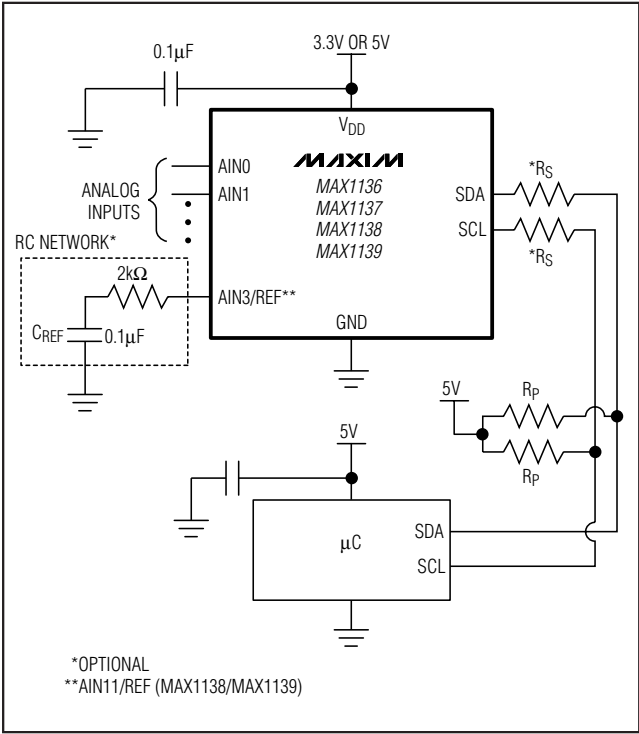 0.1µF
3.3V OR 5V
VDD
MAXIM
MAX1136
MAX1137
MAX1138
MAX1139
ANALOG
INPUTS
AIN0
AIN1
SDA
SCL
*RS
*RS
RC NETWORK*
2kΩ
CREF
0.1µF
AIN3/REF**
GND
5V
RP
RP
5V
µC
SDA
SCL
*OPTIONAL
**AIN11/REF (MAX1138/MAX1139)